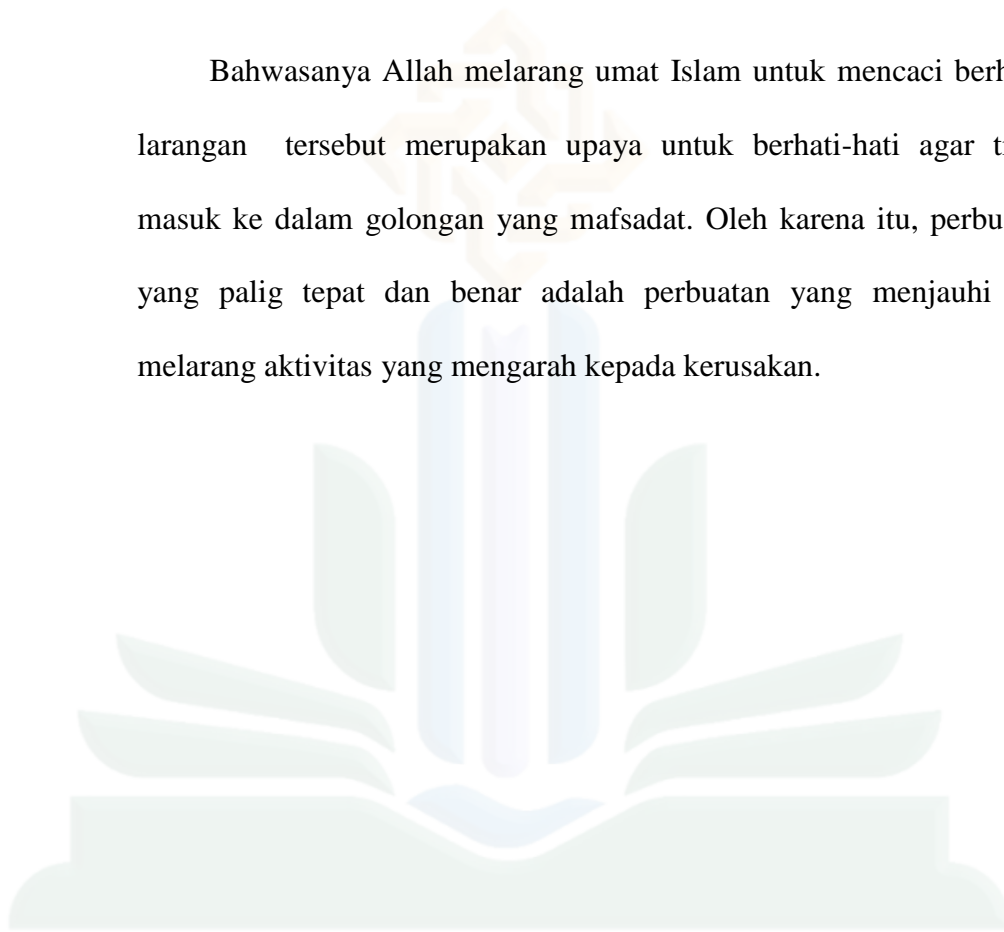 Bahwasanya Allah melarang umat Islam untuk mencaci
larangan tersebut merupakan upaya untuk berhati-hati agar
masuk ke dalam golongan yang mafsadat. Oleh karena itu,
yang palig tepat dan benar adalah perbuatan yang menjauhi
melarang aktivitas yang mengarah kepada kerusakan.